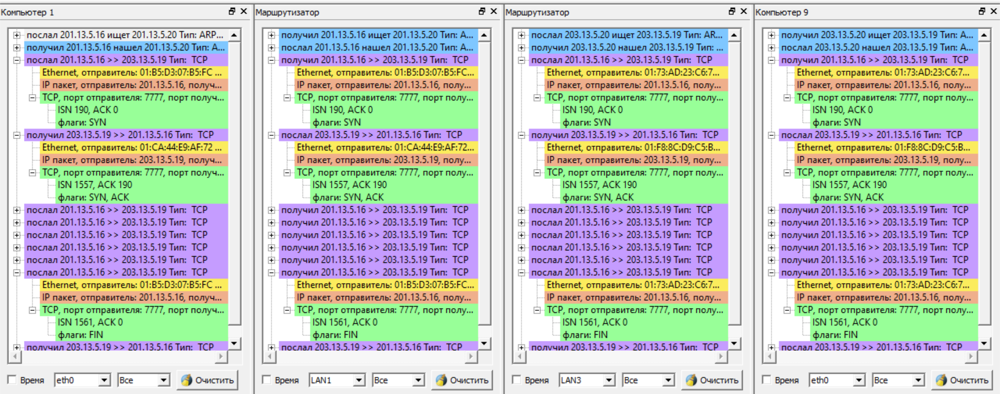 Компьютер 1
послал 201.13.5.16 ищет 201.13.5.20 Тип: ARP...
получил 201.13.5.16 нашел 201.13.5.20 Тип: A...
послал 201.13.5.16 >> 203.13.5.19 Тип: TCP
Ethernet, отправитель: 01:B5:D3:07:B5:FC ...
IP пакет, отправитель: 201.13.5.16, получ...
TCP, порт отправителя: 7777, порт получ...
ISN 190, ACK 0
флаги: SYN
получил 203.13.5.19 >> 201.13.5.16 Тип: TCP
Ethernet, отправитель: 01:CA:44:E9:AF:72 ...
IP пакет, отправитель: 203.13.5.19, получ...
TCP, порт отправителя: 7777, порт получ...
ISN 1557, ACK 190
флаги: SYN, ACK
послал 201.13.5.16 >> 203.13.5.19 Тип: TCP
послал 201.13.5.16 >> 203.13.5.19 Тип: TCP
послал 201.13.5.16 >> 203.13.5.19 Тип: TCP
послал 201.13.5.16 >> 203.13.5.19 Тип: TCP
послал 201.13.5.16 >> 203.13.5.19 Тип: TCP
послал 201.13.5.16 >> 203.13.5.19 Тип: TCP
Ethernet, отправитель: 01:B5:D3:07:B5:FC ...
IP пакет, отправитель: 201.13.5.16, получ...
TCP, порт отправителя: 7777, порт получ...
ISN 1561, ACK 0
флаги: FIN
получил 203.13.5.19 >> 201.13.5.16 Тип: TCP
Время eth0 Все Очистить
Маршрутизатор
получил 201.13.5.16 ищет 201.13.5.20 Тип: A...
послал 201.13.5.16 нашел 201.13.5.20 Тип: A...
получил 201.13.5.16 >> 203.13.5.19 Тип: TCP
Ethernet, отправитель: 01:B5:D3:07:B5:FC...
IP пакет, отправитель: 201.13.5.16, полу...
TCP, порт отправителя: 7777, порт полу...
ISN 190, ACK 0
флаги: SYN
послал 203.13.5.19 >> 201.13.5.16 Тип: TCP
Ethernet, отправитель: 01:CA:44:E9:AF:72...
IP пакет, отправитель: 203.13.5.19, полу...
TCP, порт отправителя: 7777, порт полу...
ISN 1557, ACK 190
флаги: SYN, ACK
получил 201.13.5.16 >> 203.13.5.19 Тип: TCP
получил 201.13.5.16 >> 203.13.5.19 Тип: TCP
получил 201.13.5.16 >> 203.13.5.19 Тип: TCP
получил 201.13.5.16 >> 203.13.5.19 Тип: TCP
получил 201.13.5.16 >> 203.13.5.19 Тип: TCP
получил 201.13.5.16 >> 203.13.5.19 Тип: TCP
Ethernet, отправитель: 01:B5:D3:07:B5:FC...
IP пакет, отправитель: 201.13.5.16, полу...
TCP, порт отправителя: 7777, порт полу...
ISN 1561, ACK 0
флаги: FIN
послал 203.13.5.19 >> 201.13.5.16 Тип: TCP
Время LAN1 Все Очистить
Маршрутизатор
послал 203.13.5.20 ищет 203.13.5.19 Тип: AR...
получил 203.13.5.20 нашел 203.13.5.19 Тип: ...
послал 201.13.5.16 >> 203.13.5.19 Тип: TCP
Ethernet, отправитель: 01:73:AD:23:C6:7...
IP пакет, отправитель: 201.13.5.16, полу...
TCP, порт отправителя: 7777, порт полу...
ISN 190, ACK 0
флаги: SYN
получил 203.13.5.19 >> 201.13.5.16 Тип: TCP
Ethernet, отправитель: 01:F8:8C:D9:C5:B...
IP пакет, отправитель: 203.13.5.19, полу...
TCP, порт отправителя: 7777, порт полу...
ISN 1557, ACK 190
флаги: SYN, ACK
послал 201.13.5.16 >> 203.13.5.19 Тип: TCP
послал 201.13.5.16 >> 203.13.5.19 Тип: TCP
послал 201.13.5.16 >> 203.13.5.19 Тип: TCP
послал 201.13.5.16 >> 203.13.5.19 Тип: TCP
послал 201.13.5.16 >> 203.13.5.19 Тип: TCP
послал 201.13.5.16 >> 203.13.5.19 Тип: TCP
Ethernet, отправитель: 01:73:AD:23:C6:7...
IP пакет, отправитель: 201.13.5.16, полу...
TCP, порт отправителя: 7777, порт полу...
ISN 1561, ACK 0
флаги: FIN
получил 203.13.5.19 >> 201.13.5.16 Тип: TCP
Время LAN3 Все Очистить
Компьютер 9
получил 203.13.5.20 ищет 203.13.5.19 Тип: A...
послал 203.13.5.20 нашел 203.13.5.19 Тип: A...
получил 201.13.5.16 >> 203.13.5.19 Тип: TCP
Ethernet, отправитель: 01:73:AD:23:C6:7...
IP пакет, отправитель: 201.13.5.16, полу...
TCP, порт отправителя: 7777, порт полу...
ISN 190, ACK 0
флаги: SYN
послал 203.13.5.19 >> 201.13.5.16 Тип: TCP
Ethernet, отправитель: 01:F8:8C:D9:C5:B...
IP пакет, отправитель: 203.13.5.19, полу...
TCP, порт отправителя: 7777, порт полу...
ISN 1557, ACK 190
флаги: SYN, ACK
получил 201.13.5.16 >> 203.13.5.19 Тип: TCP
получил 201.13.5.16 >> 203.13.5.19 Тип: TCP
получил 201.13.5.16 >> 203.13.5.19 Тип: TCP
получил 201.13.5.16 >> 203.13.5.19 Тип: TCP
получил 201.13.5.16 >> 203.13.5.19 Тип: TCP
получил 201.13.5.16 >> 203.13.5.19 Тип: TCP
Ethernet, отправитель: 01:73:AD:23:C6:7...
IP пакет, отправитель: 201.13.5.16, полу...
TCP, порт отправителя: 7777, порт полу...
ISN 1561, ACK 0
флаги: FIN
послал 203.13.5.19 >> 201.13.5.16 Тип: TCP
Время eth0 Все Очистить